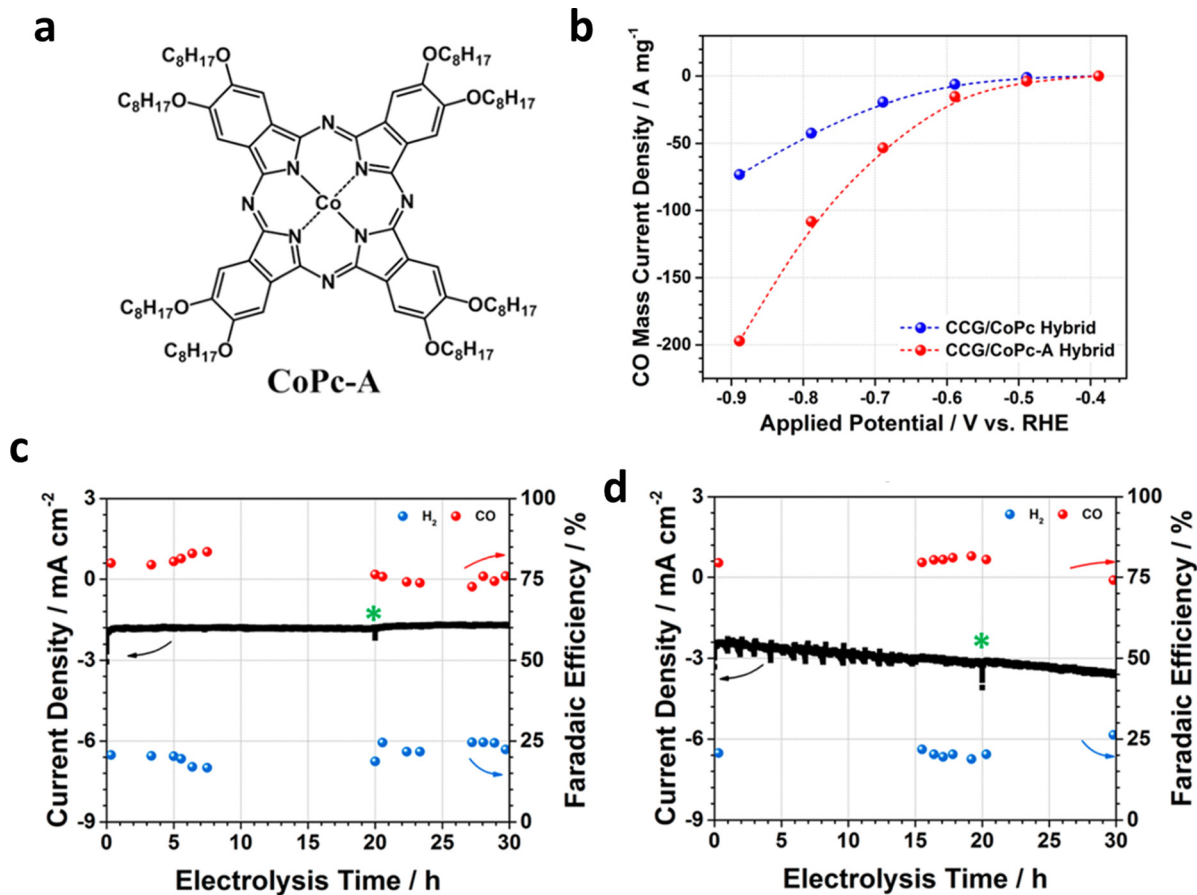 a
C₈H₁₇O
OC₈H₁₇
C₈H₁₇O
OC₈H₁₇
N
N
N
N
Co
N
N
N
N
C₈H₁₇O
OC₈H₁₇
C₈H₁₇O
OC₈H₁₇
CoPc-A
b
CO Mass Current Density / A mg⁻¹
0
-50
-100
-150
-200
CCG/CoPc Hybrid
CCG/CoPc-A Hybrid
-0.9 -0.8 -0.7 -0.6 -0.5 -0.4
Applied Potential / V vs. RHE
c
Current Density / mA cm⁻²
3
0
-3
-6
-9
H₂ CO
*
100
75
50
25
0
Faradaic Efficiency / %
0 5 10 15 20 25 30
Electrolysis Time / h
d
Current Density / mA cm⁻²
3
0
-3
-6
-9
H₂ CO
*
100
75
50
25
0
Faradaic Efficiency / %
0 5 10 15 20 25 30
Electrolysis Time / h